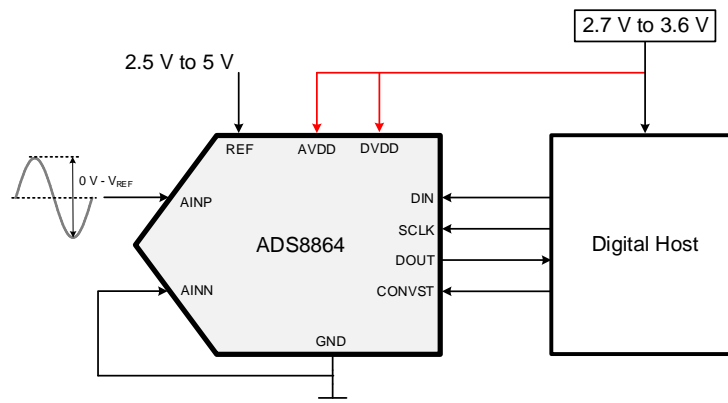 2.7 V to 3.6 V
2.5 V to 5 V
REF
AVDD
DVDD
0 V - VREF
AINP
DIN
SCLK
ADS8864
DOUT
Digital Host
AINN
CONVST
GND